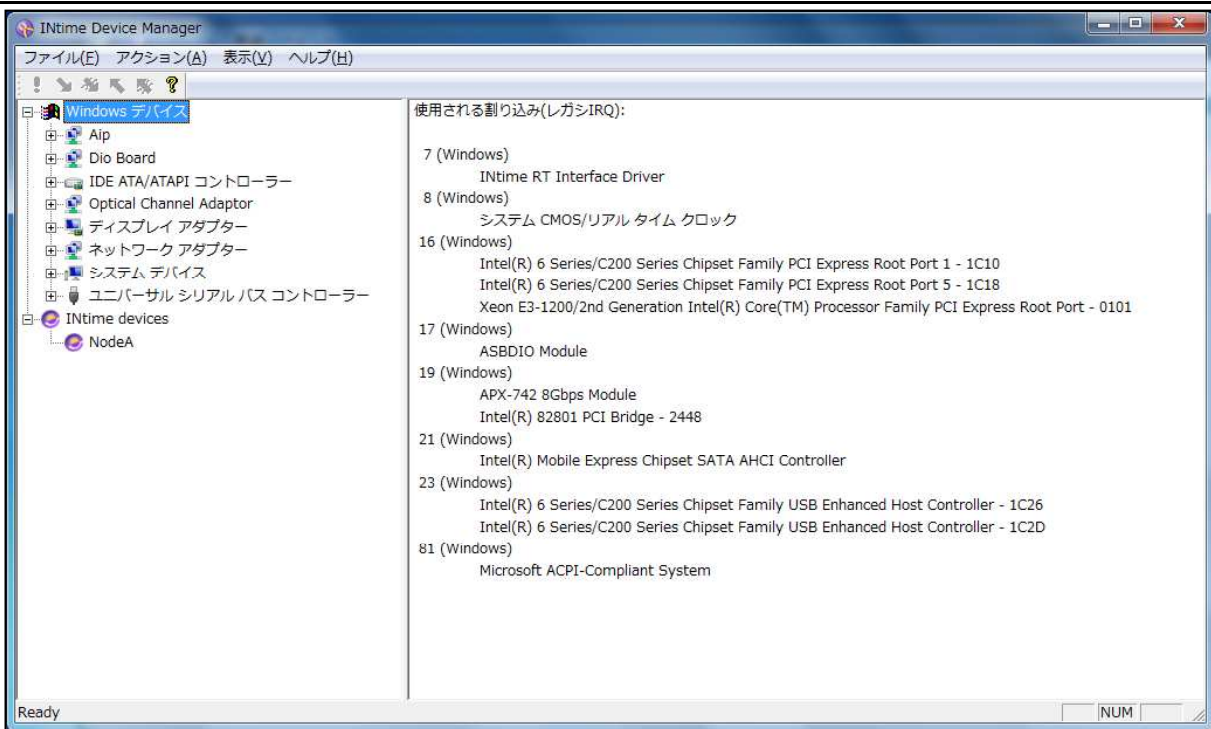 INtime Device Manager
ファイル(F) アクション(A) 表示(V) ヘルプ(H)
Windows デバイス
Aip
Dio Board
IDE ATA/ATAPI コントローラー
Optical Channel Adaptor
ディスプレイ アダプター
ネットワーク アダプター
システム デバイス
ユニバーサル シリアル バス コントローラー
INtime devices
NodeA
使用される割り込み(レガシIRQ):
7 (Windows)
INtime RT Interface Driver
8 (Windows)
システム CMOS/リアル タイム クロック
16 (Windows)
Intel(R) 6 Series/C200 Series Chipset Family PCI Express Root Port 1 - 1C10
Intel(R) 6 Series/C200 Series Chipset Family PCI Express Root Port 5 - 1C18
Xeon E3-1200/2nd Generation Intel(R) Core(TM) Processor Family PCI Express Root Port - 0101
17 (Windows)
ASBDIO Module
19 (Windows)
APX-742 8Gbps Module
Intel(R) 82801 PCI Bridge - 2448
21 (Windows)
Intel(R) Mobile Express Chipset SATA AHCI Controller
23 (Windows)
Intel(R) 6 Series/C200 Series Chipset Family USB Enhanced Host Controller - 1C26
Intel(R) 6 Series/C200 Series Chipset Family USB Enhanced Host Controller - 1C2D
81 (Windows)
Microsoft ACPI-Compliant System
Ready
NUM